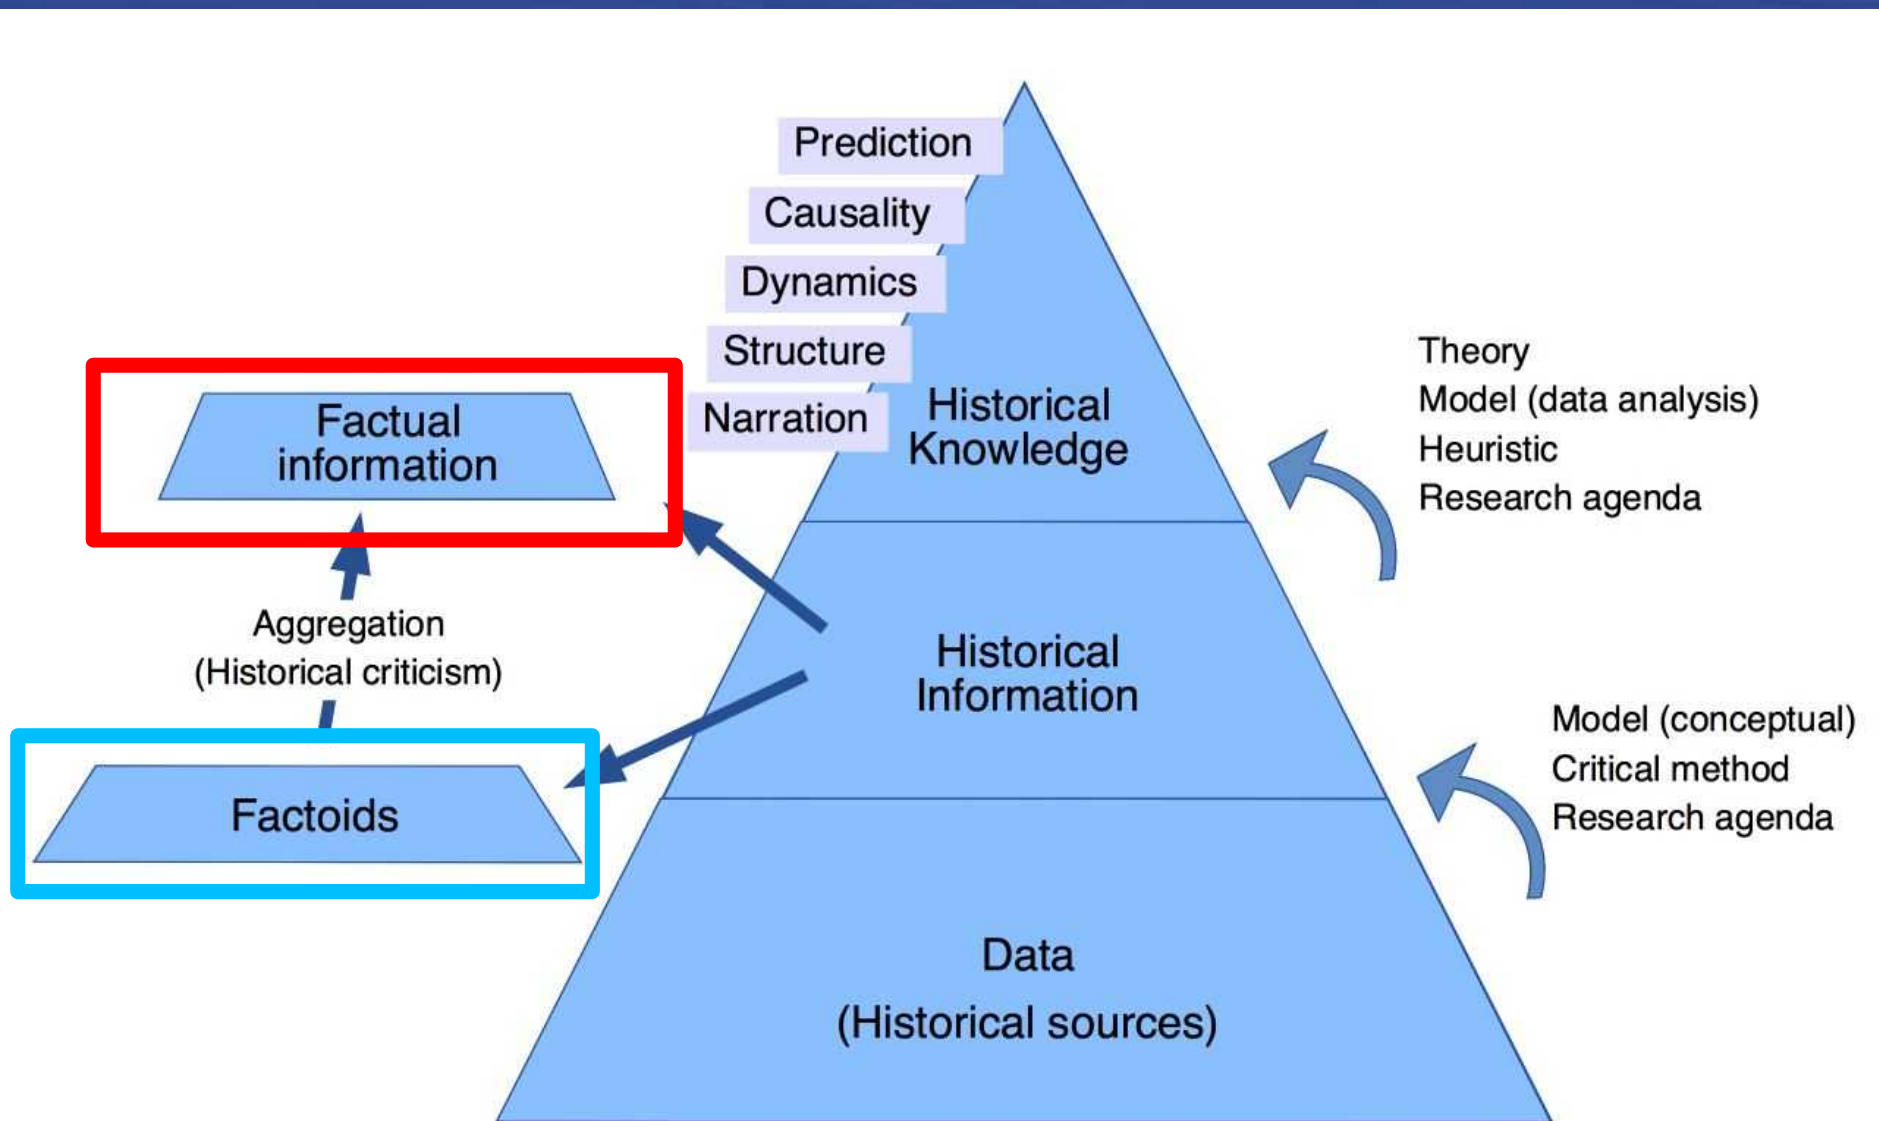 Prediction
Causality
Dynamics
Structure
Narration
Historical
Knowledge
Theory
Model (data analysis)
Heuristic
Research agenda
Factual
information
Aggregation
(Historical criticism)
Factoids
Historical
Information
Model (conceptual)
Critical method
Research agenda
Data
(Historical sources)